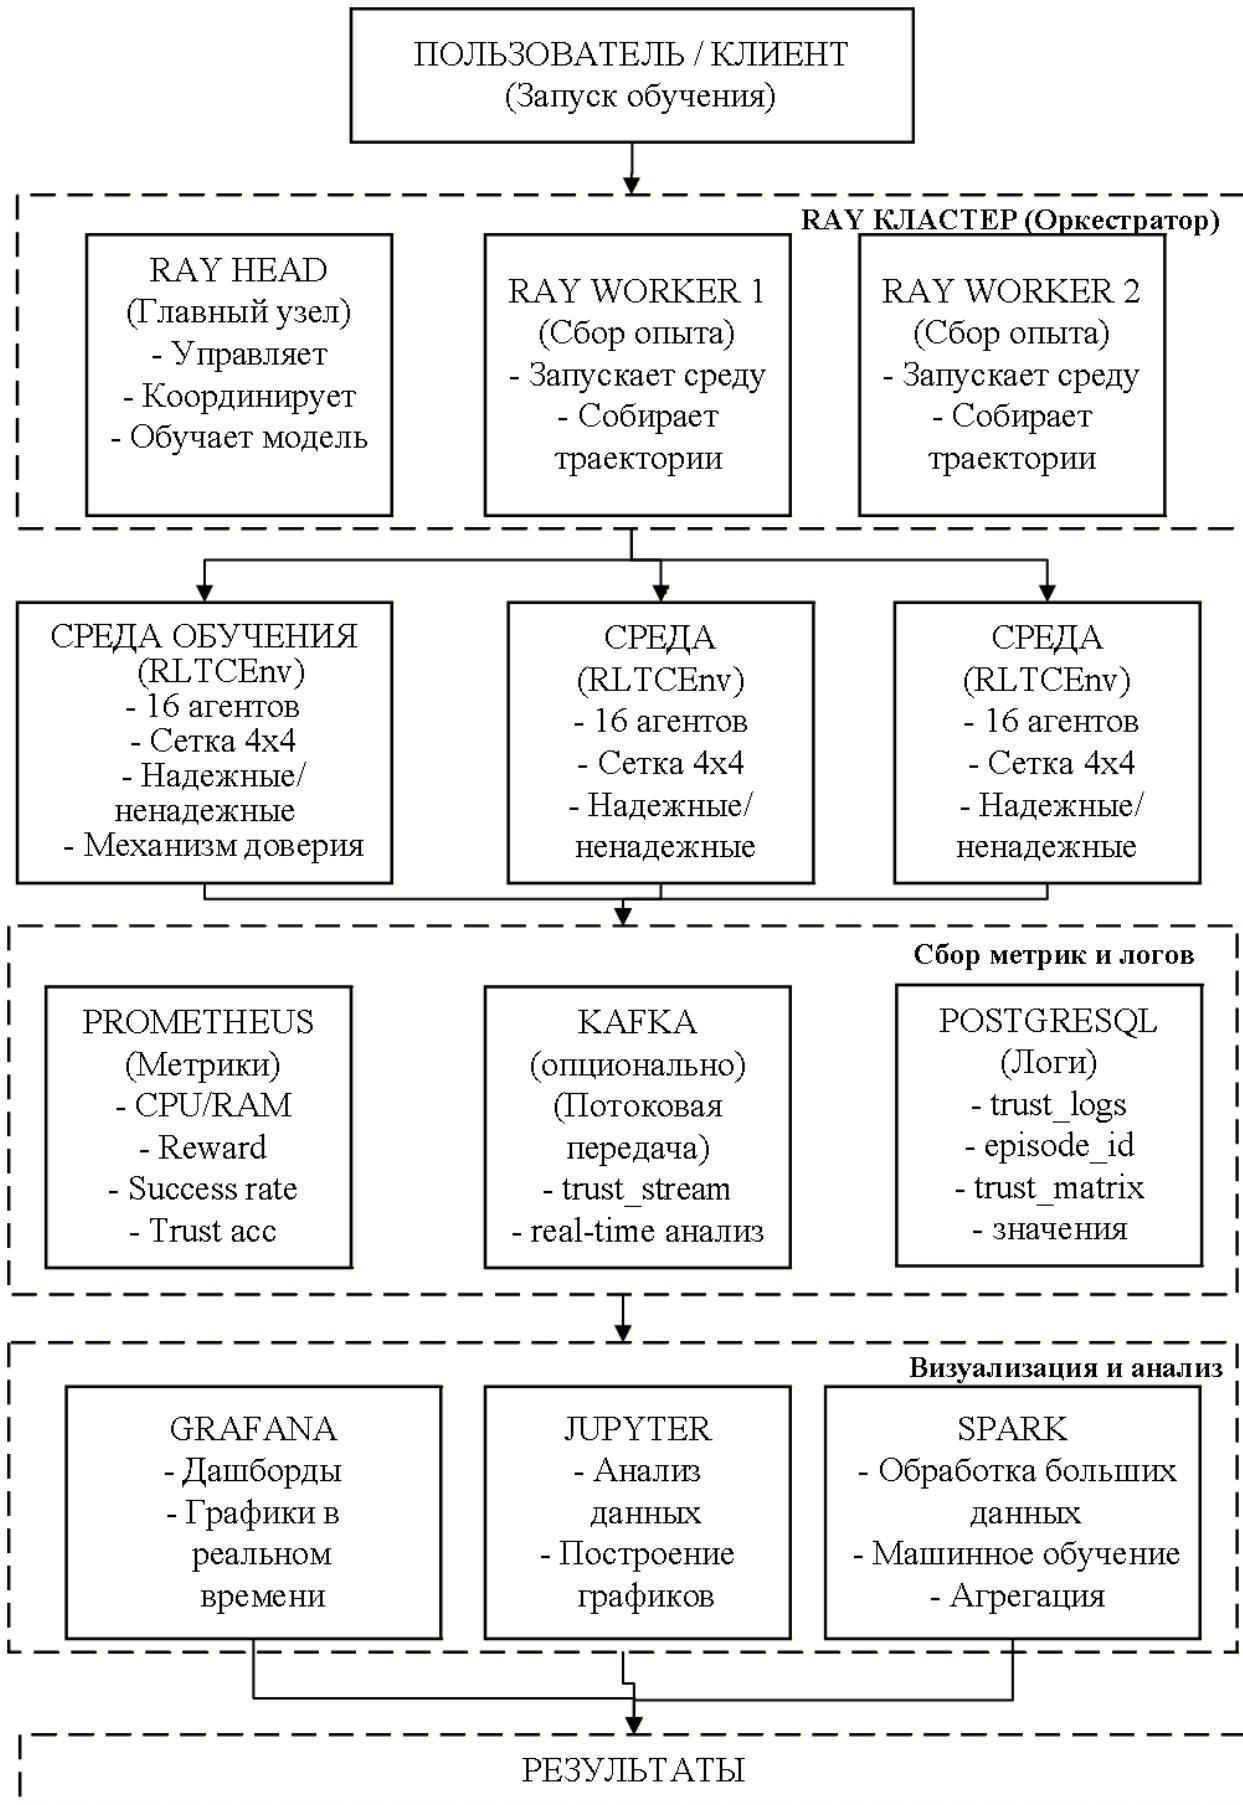 ПОЛЬЗОВАТЕЛЬ / КЛИЕНТ
(Запуск обучения)
RAY КЛАСТЕР (Оркестратор)
RAY HEAD
(Главный узел)
- Управляет
- Координирует
- Обучает модель
RAY WORKER 1
(Сбор опыта)
- Запускает среду
- Собирает
траектории
RAY WORKER 2
(Сбор опыта)
- Запускает среду
- Собирает
траектории
СРЕДА ОБУЧЕНИЯ
(RLTCEnv)
- 16 агентов
- Сетка 4x4
- Надежные/
ненадежные
- Механизм доверия
СРЕДА
(RLTCEnv)
- 16 агентов
- Сетка 4x4
- Надежные/
ненадежные
СРЕДА
(RLTCEnv)
- 16 агентов
- Сетка 4x4
- Надежные/
ненадежные
Сбор метрик и логов
PROMETHEUS
(Метрики)
- CPU/RAM
- Reward
- Success rate
- Trust acc
KAFKA
(опционально)
(Потоковая
передача)
- trust_stream
- real-time анализ
POSTGRESQL
(Логи)
- trust_logs
- episode_id
- trust_matrix
- значения
Визуализация и анализ
GRAFANA
- Дашборды
- Графики в
реальном
времени
JUPYTER
- Анализ
данных
- Построение
графиков
SPARK
- Обработка больших
данных
- Машинное обучение
- Агрегация
РЕЗУЛЬТАТЫ